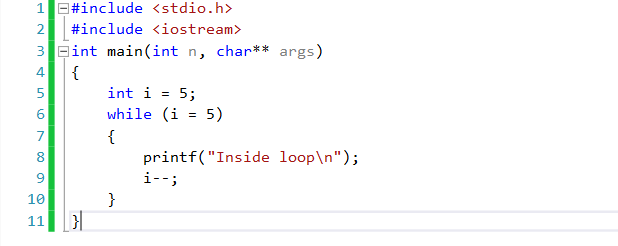 1 #include <stdio.h>
2 #include <iostream>
3 int main(int n, char** args)
4 {
5     int i = 5;
6     while (i = 5)
7     {
8         printf("Inside loop\n");
9         i--;
10     }
11 }